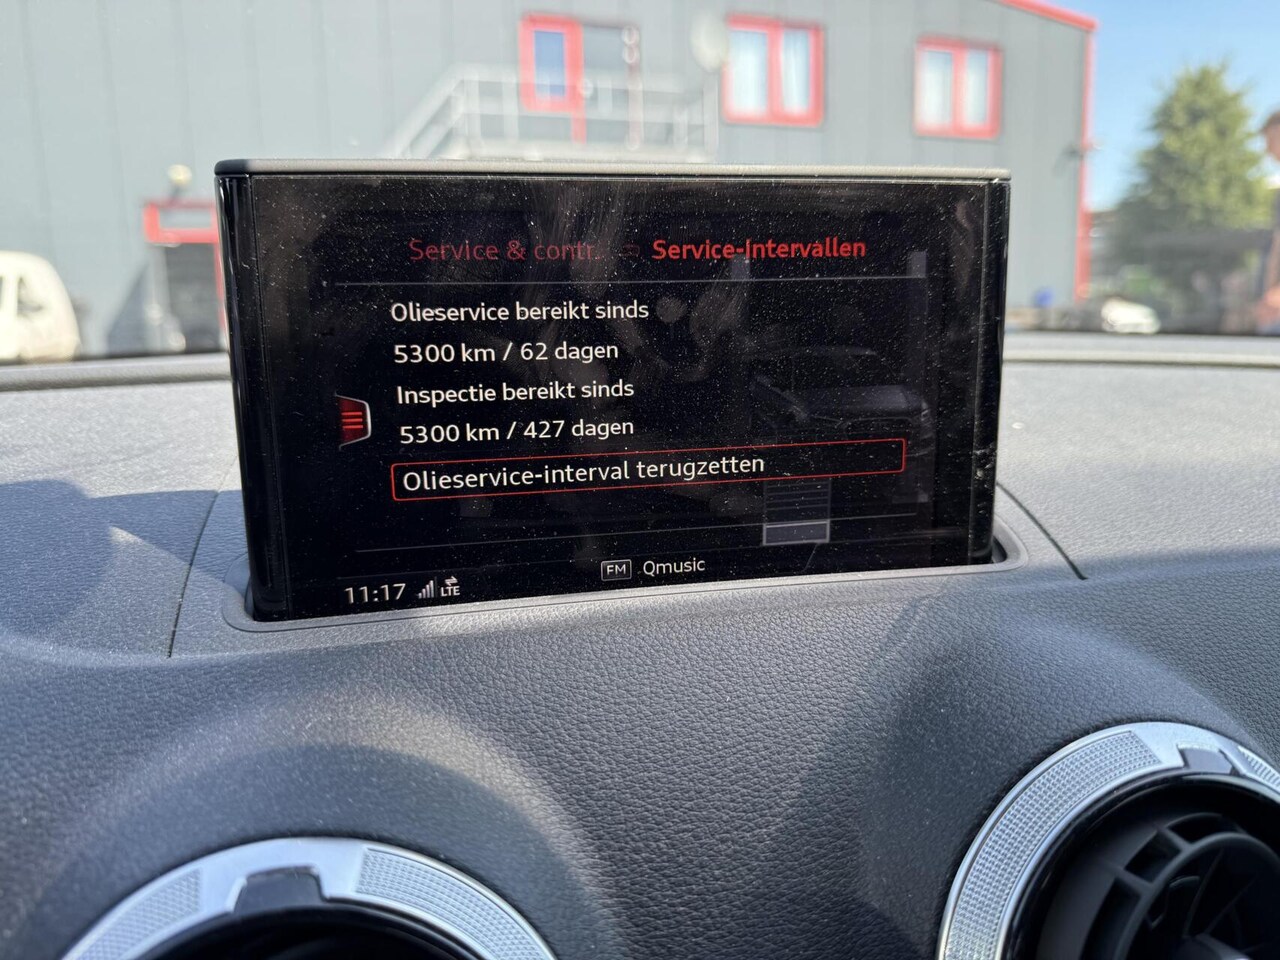 Service & contr.. Service-intervallen
Olieservice bereikt sinds
5300 km / 62 dagen
Inspectie bereikt sinds
5300 km / 427 dagen
Olieservice-interval terugzetten
FM Qmusic
11:17 LTE